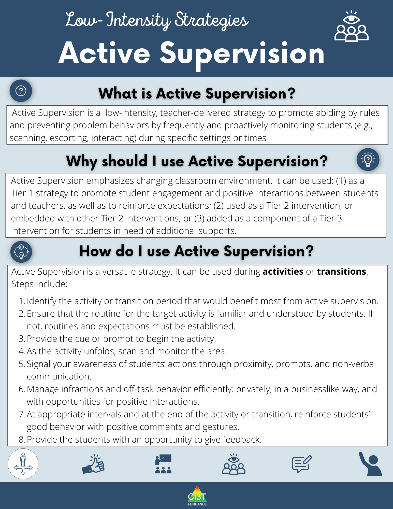 Low-Intensity Strategies
Active Supervision
What is Active Supervision?
Active Supervision is a low-intensity, teacher-delivered strategy to promote abiding by rules
and preventing problem behaviors by frequently and proactively monitoring students (e.g.,
scanning, escorting, interacting) during specific settings or times
Why should I use Active Supervision?
Active Supervision emphasizes changing classroom environment. It can be used: (1) as a
Tier 1 strategy to promote student engagement and positive interactions between students
and teachers, as well as to reinforce expectations; (2) used as a Tier 2 intervention, or
embedded with other Tier 2 interventions; or (3) added as a component of a Tier 3
intervention for students in need of additional supports.
How do I use Active Supervision?
Active Supervision is a versatile strategy. It can be used during activities or transitions.
Steps include:
1. Identify the activity or transition period that would benefit most from active supervision.
2. Ensure that the routine for the target activity is familiar and understood by students. If
not, routines and expectations must be established.
3. Provide the cue or prompt to begin the activity.
4. As the activity unfolds, scan and monitor the area.
5. Signal your awareness of students' actions through proximity, prompts, and non-verbal
communication.
6. Manage infractions and off-task behavior efficiently: privately, in a businesslike way, and
with opportunities for positive interactions.
7. At appropriate intervals and at the end of the activity or transition, reinforce students'
good behavior with positive comments and gestures.
8. Provide the students with an opportunity to give feedback.